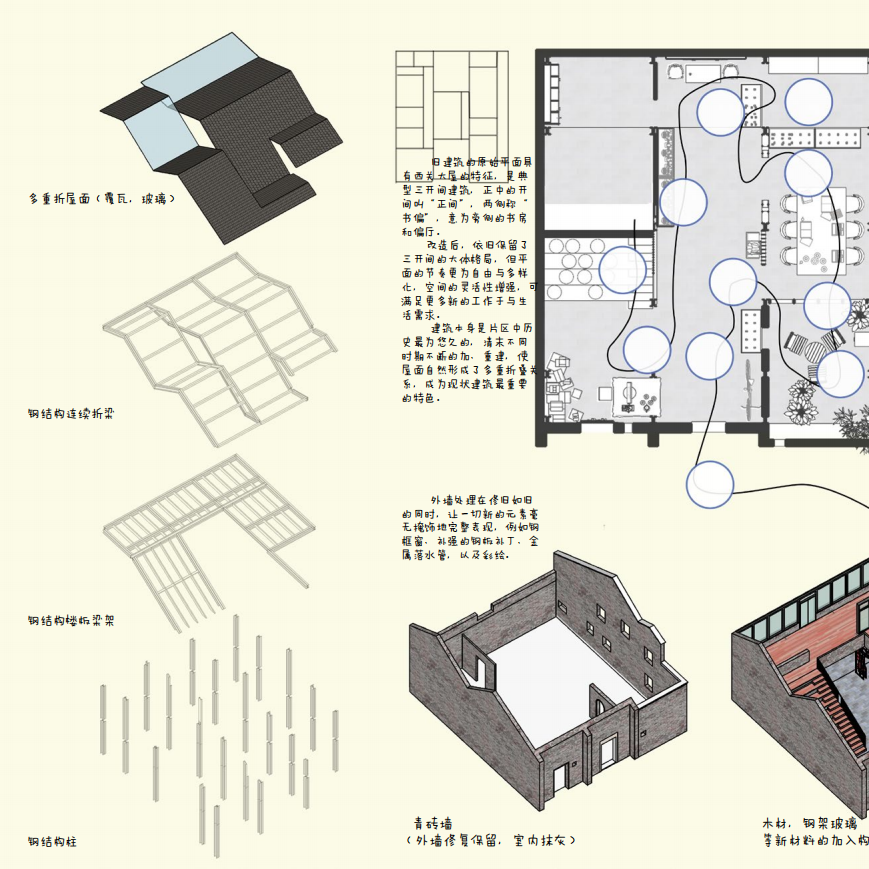 多重折屋面（覆瓦，玻璃）
钢结构连续折梁
钢结构楼板梁架
钢结构柱
旧建筑的原始平面具
有西关大屋的特征，是典
型三开间建筑，正中的开
间叫“正间”，两侧称“
书偏”，意为旁侧的书房
和偏厅。
改造后，依旧保留了
三开间的大体格局，但平
面的节奏更为自由与多样
化，空间的灵活性增强，可
满足更多新的工作于与生
活需求。
建筑本身是片区中历
史最为悠久的，清末不同
时期不断的加、重建，使
屋面自然形成了多重折叠关
系，成为现状建筑最重要
的特色。
外墙处理在修旧如旧
的同时，让一切新的元素毫
无掩饰地完整表现，例如钢
框窗、补强的钢板补丁、金
属落水管，以及彩绘。
青砖墙
（外墙修复保留，室内抹灰）
木材，钢架玻璃
等新材料的加入构